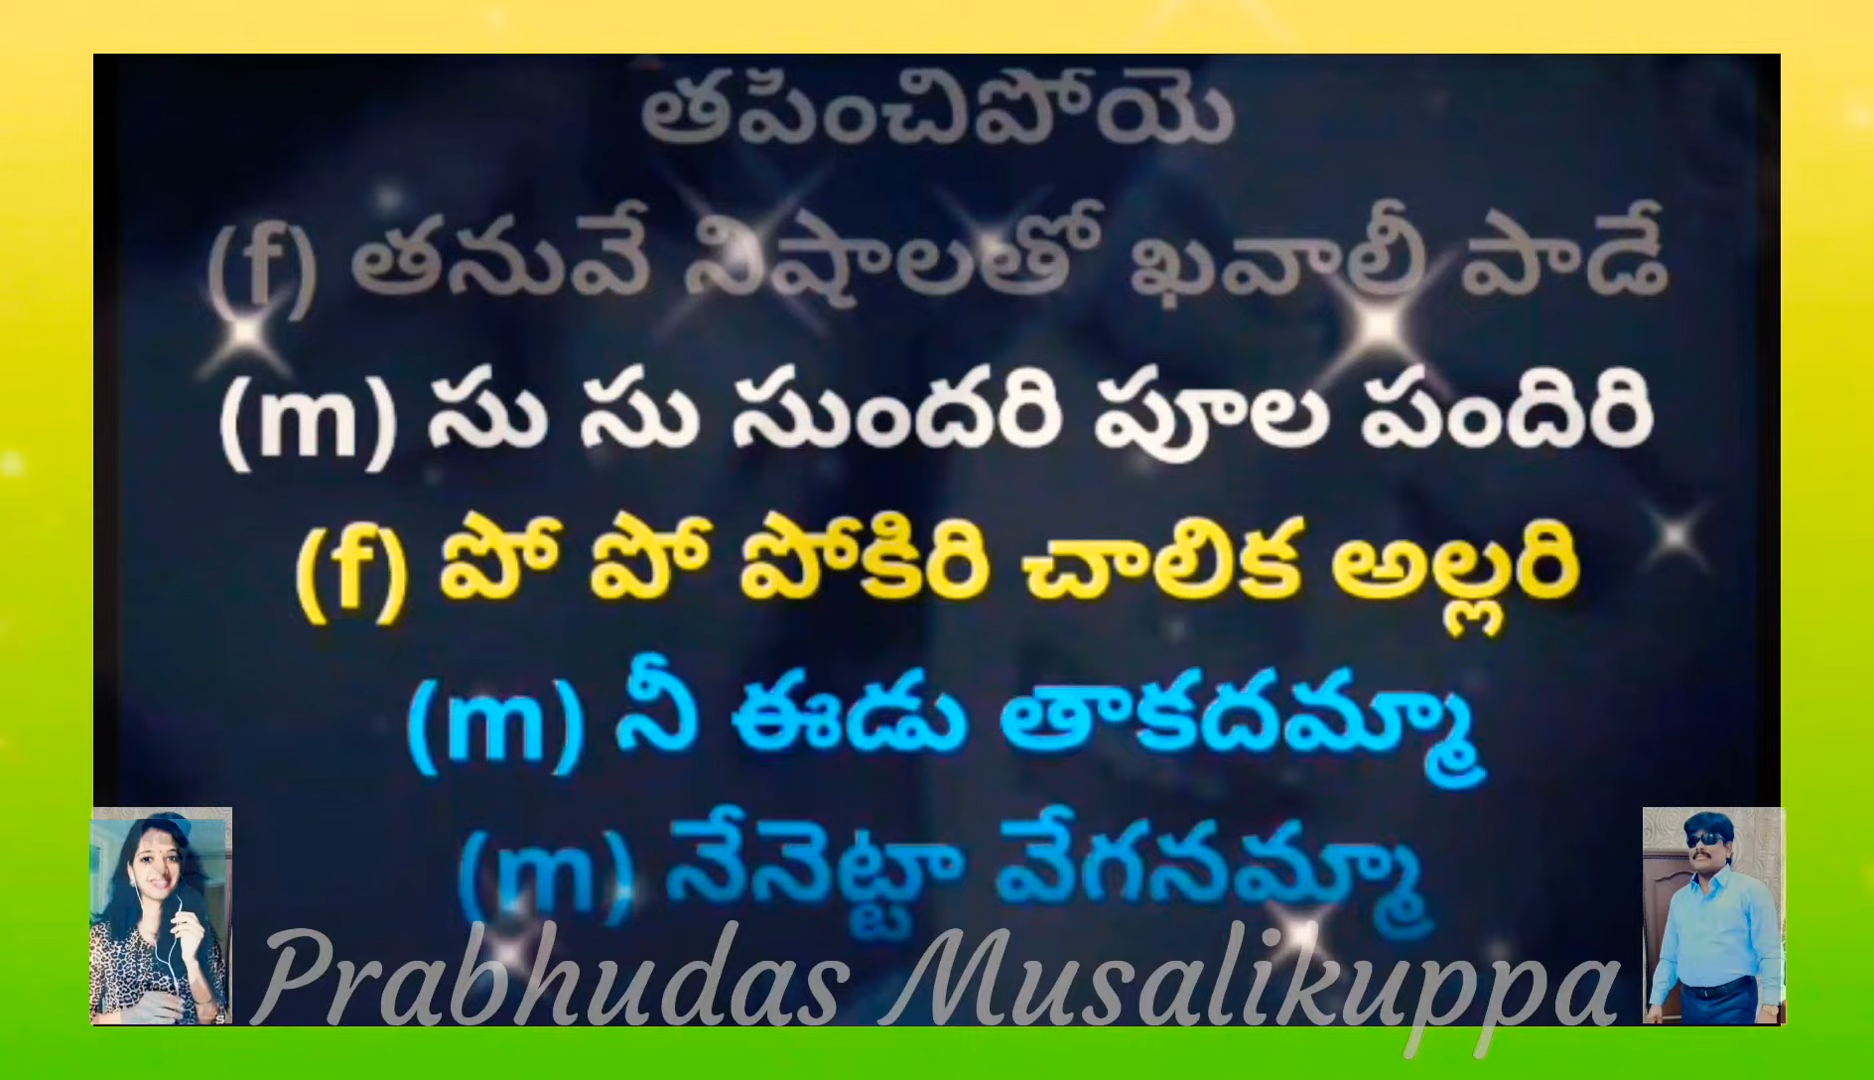 తపించిపోయె
(f) తనువే నిషాలతో ఖవాలీ పాడే
(m) సు సు సుందరి పూల పందిరి
(f) పో పో పోకిరి చాలిక అల్లరి
(m) నీ ఈడు తాకదమ్మా
(m) నేనెట్టా వేగనమ్మా
Prabhudas Musalikuppa